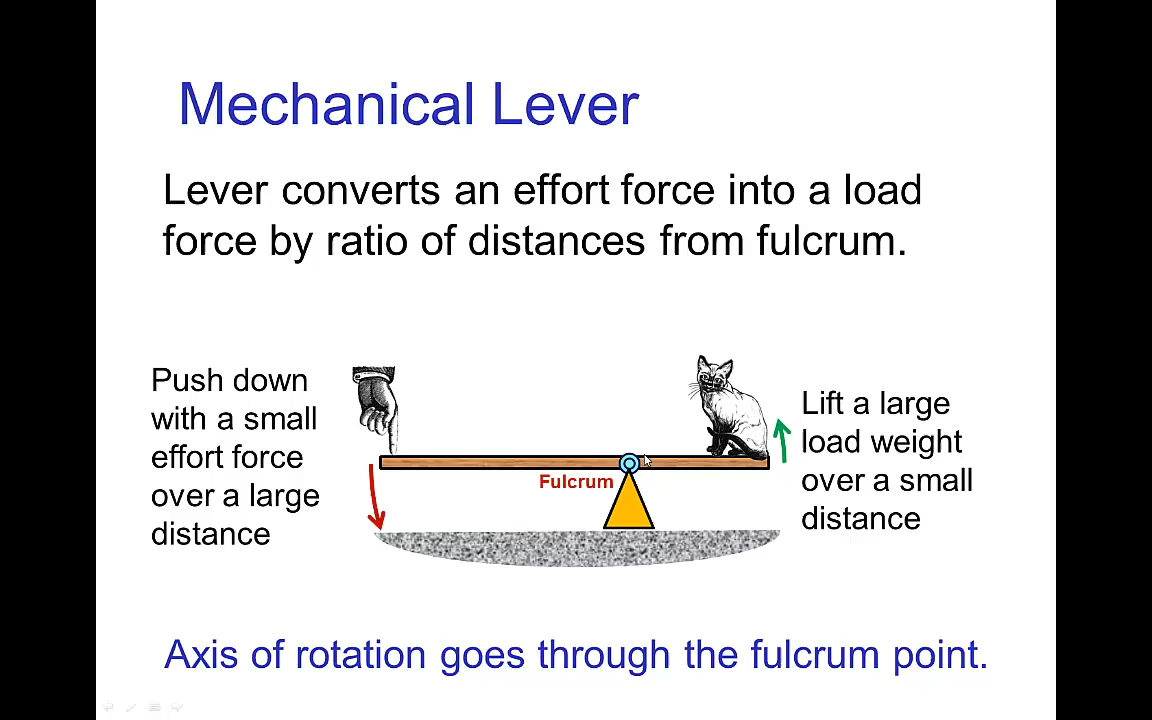 Mechanical Lever
Lever converts an effort force into a load
force by ratio of distances from fulcrum.
Push down
with a small
effort force
over a large
distance
Fulcrum
Lift a large
load weight
over a small
distance
Axis of rotation goes through the fulcrum point.